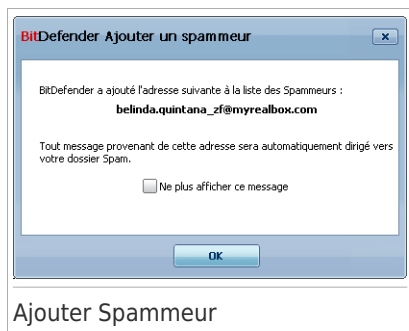 BitDefender Ajouter un spammeur
BitDefender a ajouté l'adresse suivante à la liste des Spammeurs :
belinda.quintana_zf@myrealbox.com
Tout message provenant de cette adresse sera automatiquement dirigé vers
votre dossier Spam.
Ne plus afficher ce message
OK
Ajouter Spammeur